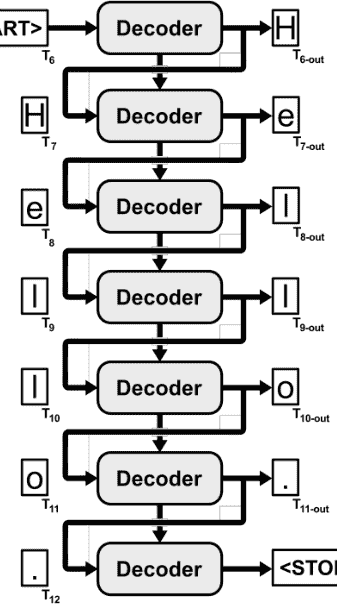 ART> Decoder H
T6 T6-out
H Decoder e
T7 T7-out
e Decoder l
T8 T8-out
l Decoder l
T9 T9-out
l Decoder o
T10 T10-out
o Decoder .
T11 T11-out
. Decoder <STO
T12